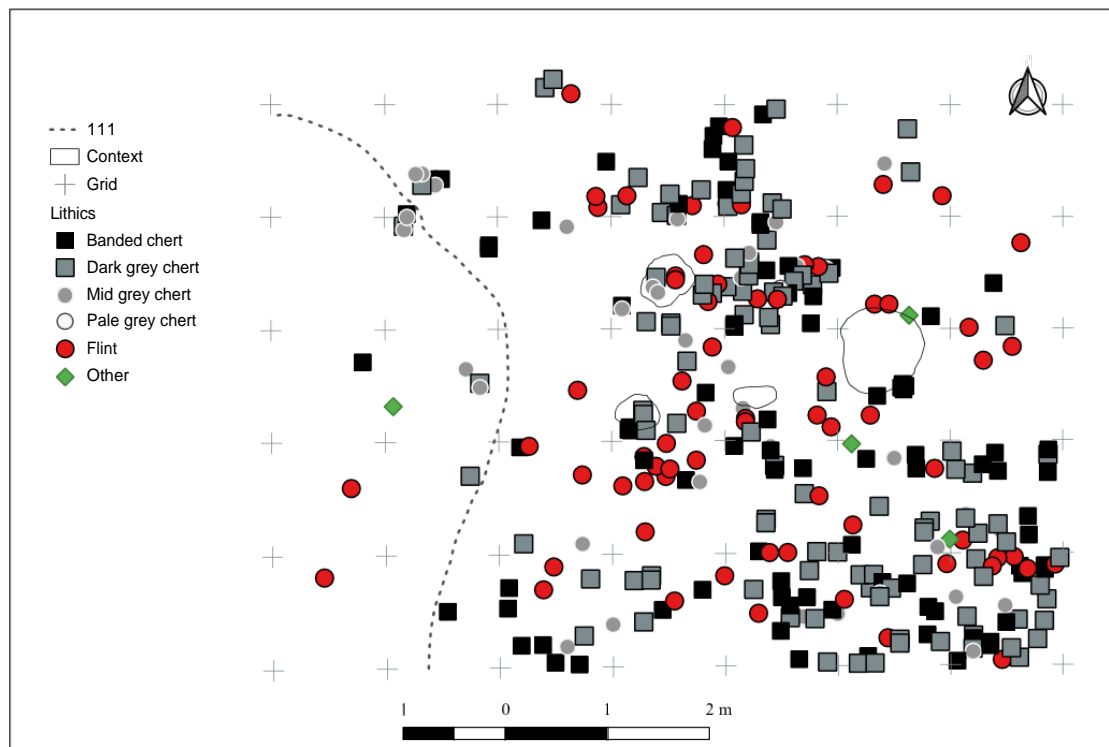 111
Context
Grid
Lithics
Banded chert
Dark grey chert
Mid grey chert
Pale grey chert
Flint
Other
1 0 1 2 m